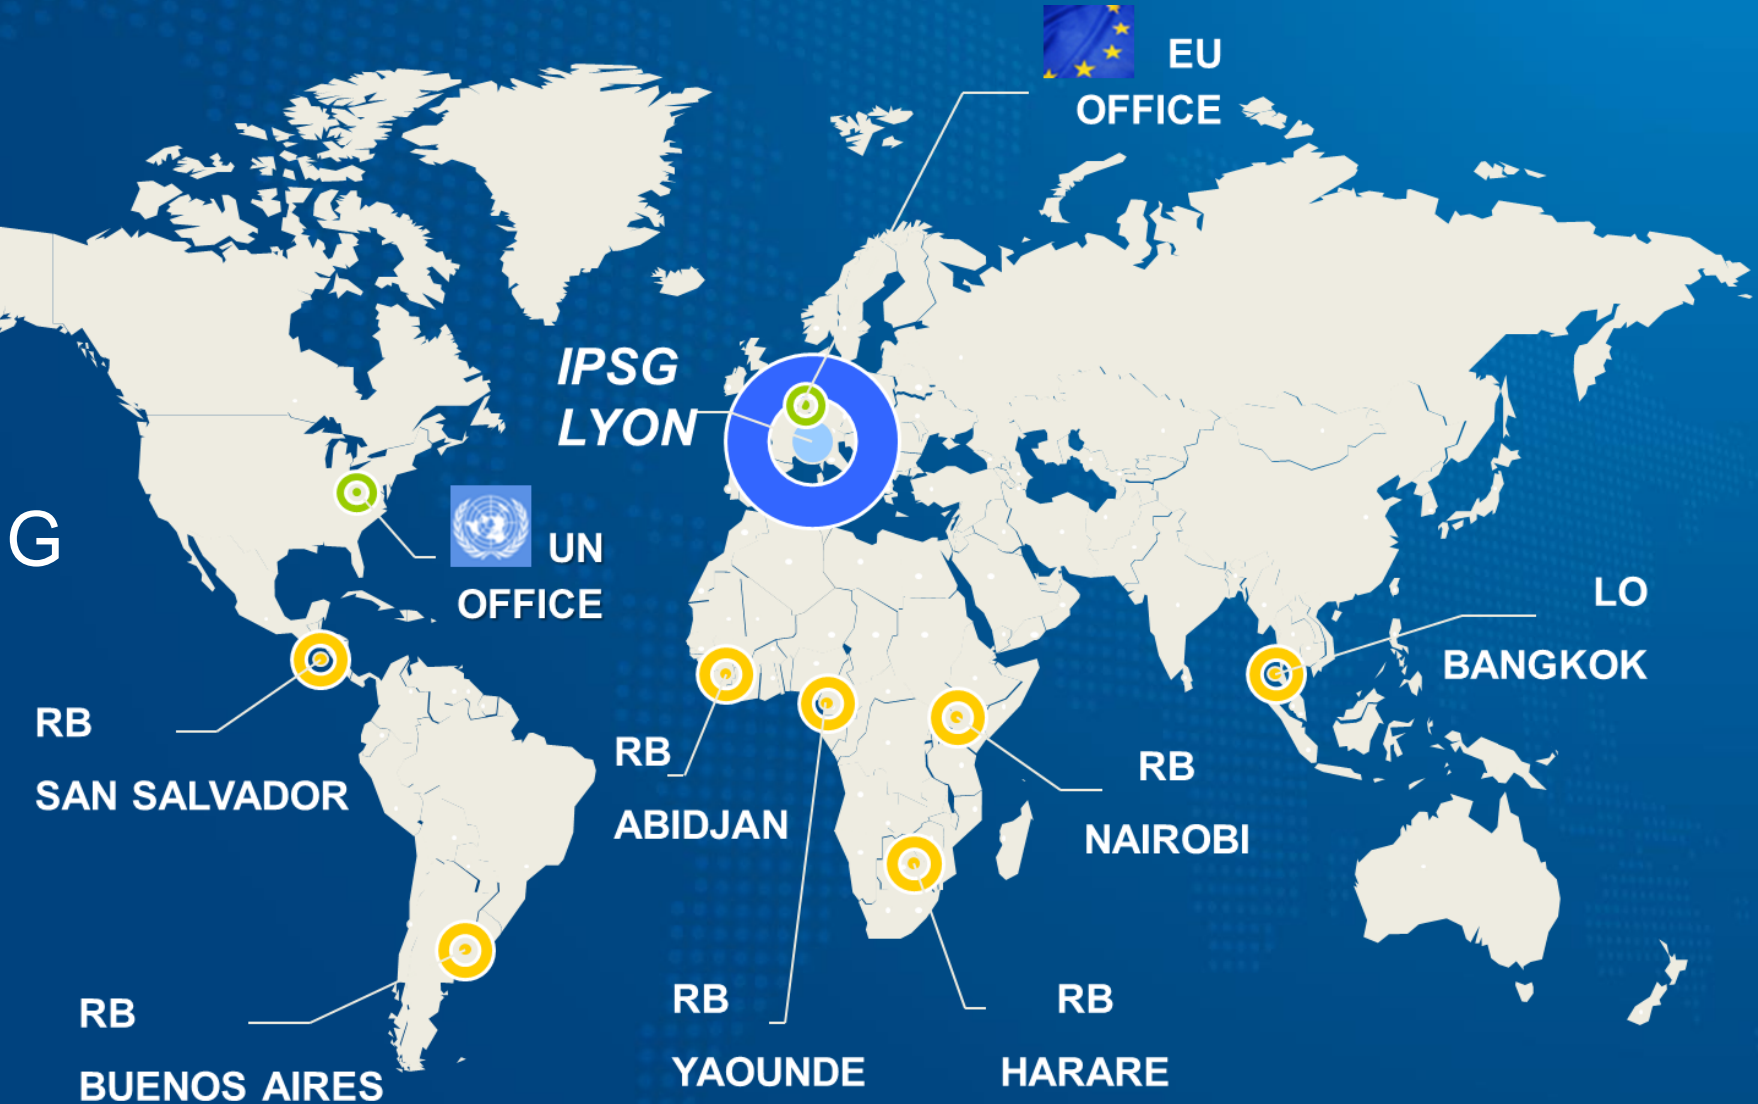 EU
OFFICE
IPSG
LYON
G
UN
OFFICE
LO
BANGKOK
RB
SAN SALVADOR
RB
ABIDJAN
RB
NAIROBI
RB
BUENOS AIRES
RB
YAOUNDE
RB
HARARE